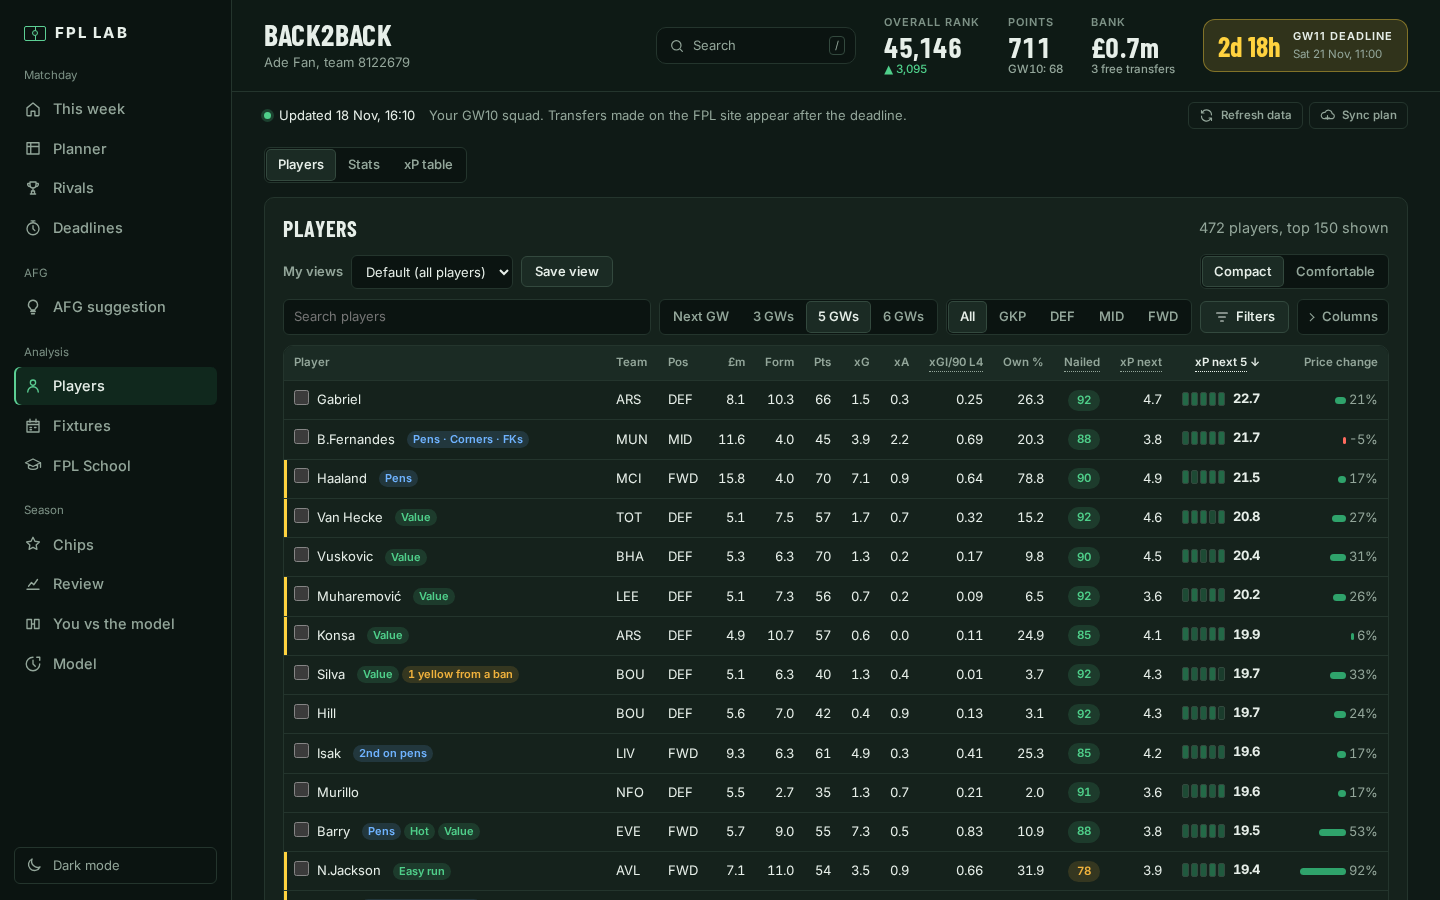 FPL LAB
Matchday
This week
Planner
Rivals
Deadlines
AFG
AFG suggestion
Analysis
Players
Fixtures
FPL School
Season
Chips
Review
You vs the model
Model
Dark mode
BACK2BACK
Ade Fan, team 8122679
Search /
OVERALL RANK
45,146
▲ 3,095
POINTS
711
GW10: 68
BANK
£0.7m
3 free transfers
2d 18h
GW11 DEADLINE
Sat 21 Nov, 11:00
Updated 18 Nov, 16:10 Your GW10 squad. Transfers made on the FPL site appear after the deadline.
Refresh data Sync plan
Players Stats xP table
PLAYERS
472 players, top 150 shown
My views Default (all players) Save view Compact Comfortable
Search players Next GW 3 GWs 5 GWs 6 GWs All GKP DEF MID FWD Filters Columns
Player Team Pos £m Form Pts xG xA xGI/90 L4 Own % Nailed xP next xP next 5 ↓ Price change
Gabriel ARS DEF 8.1 10.3 66 1.5 0.3 0.25 26.3 92 4.7 22.7 21%
B.Fernandes Pens · Corners · FKs MUN MID 11.6 4.0 45 3.9 2.2 0.69 20.3 88 3.8 21.7 -5%
Haaland Pens MCI FWD 15.8 4.0 70 7.1 0.9 0.64 78.8 90 4.9 21.5 17%
Van Hecke Value TOT DEF 5.1 7.5 57 1.7 0.7 0.32 15.2 92 4.6 20.8 27%
Vuskovic Value BHA DEF 5.3 6.3 70 1.3 0.2 0.17 9.8 90 4.5 20.4 31%
Muharemović Value LEE DEF 5.1 7.3 56 0.7 0.2 0.09 6.5 92 3.6 20.2 26%
Konsa Value ARS DEF 4.9 10.7 57 0.6 0.0 0.11 24.9 85 4.1 19.9 6%
Silva Value 1 yellow from a ban BOU DEF 5.1 6.3 40 1.3 0.4 0.01 3.7 92 4.3 19.7 33%
Hill BOU DEF 5.6 7.0 42 0.4 0.9 0.13 3.1 92 4.3 19.7 24%
Isak 2nd on pens LIV FWD 9.3 6.3 61 4.9 0.3 0.41 25.3 85 4.2 19.6 17%
Murillo NFO DEF 5.5 2.7 35 1.3 0.7 0.21 2.0 91 3.6 19.6 17%
Barry Pens Hot Value EVE FWD 5.7 9.0 55 7.3 0.5 0.83 10.9 88 3.8 19.5 53%
N.Jackson Easy run AVL FWD 7.1 11.0 54 3.5 0.9 0.66 31.9 78 3.9 19.4 92%